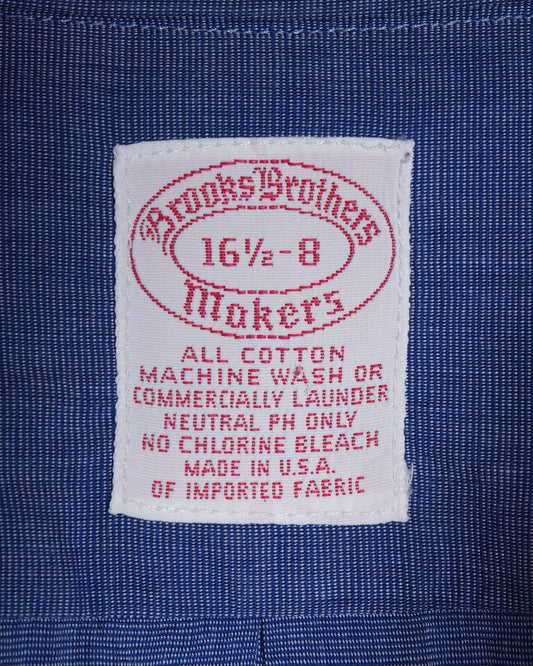 Brooks Brothers
16½-8
Makers
ALL COTTON
MACHINE WASH OR
COMMERCIALLY LAUNDER
NEUTRAL PH ONLY
NO CHLORINE BLEACH
MADE IN U.S.A.
OF IMPORTED FABRIC